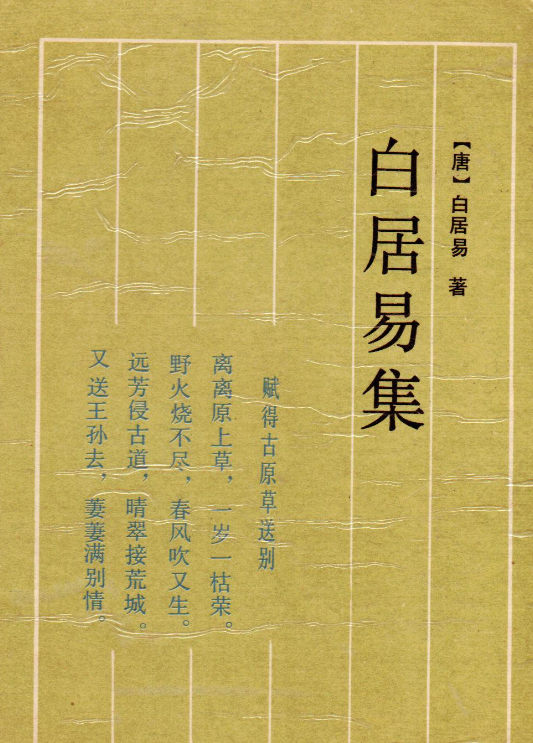 【唐】白居易 著
白居易集
赋得古原草送别
离离原上草，一岁一枯荣。
野火烧不尽，春风吹又生。
远芳侵古道，晴翠接荒城。
又送王孙去，萋萋满别情。